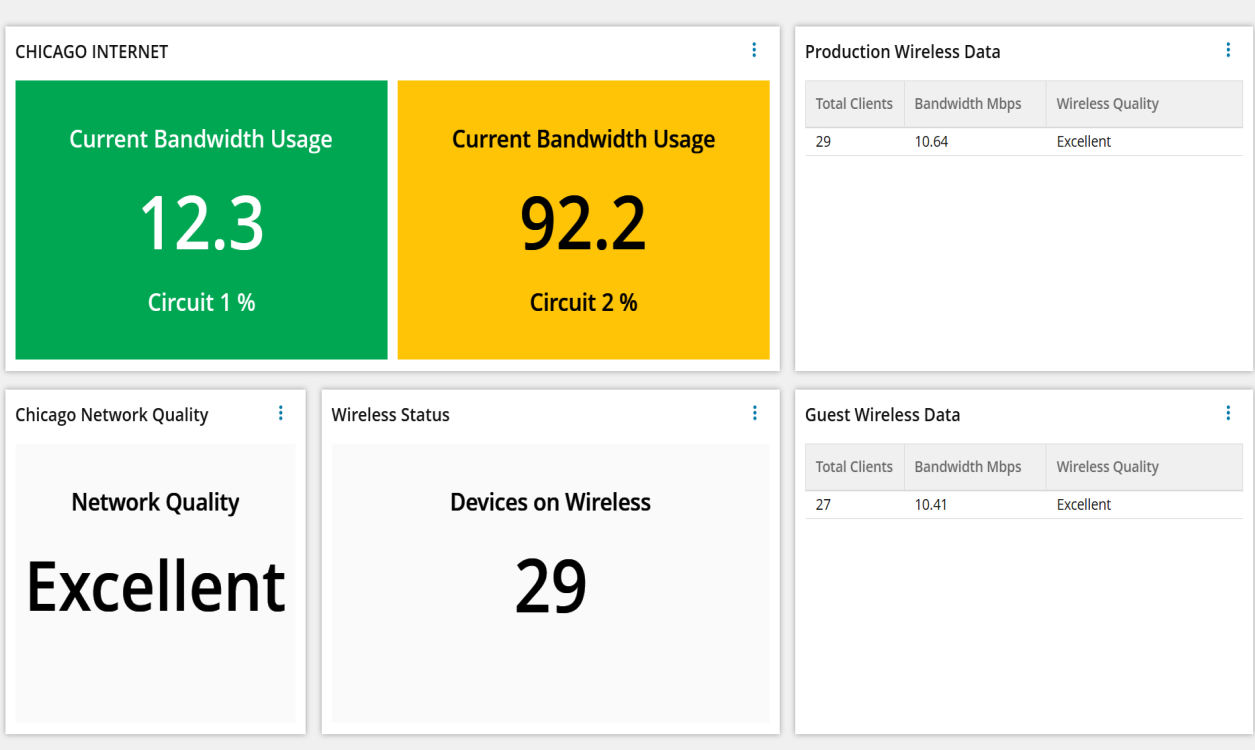 CHICAGO INTERNET
Current Bandwidth Usage
12.3
Circuit 1 %
Current Bandwidth Usage
92.2
Circuit 2 %
Production Wireless Data
Total Clients Bandwidth Mbps Wireless Quality
29 10.64 Excellent
Chicago Network Quality
Network Quality
Excellent
Wireless Status
Devices on Wireless
29
Guest Wireless Data
Total Clients Bandwidth Mbps Wireless Quality
27 10.41 Excellent